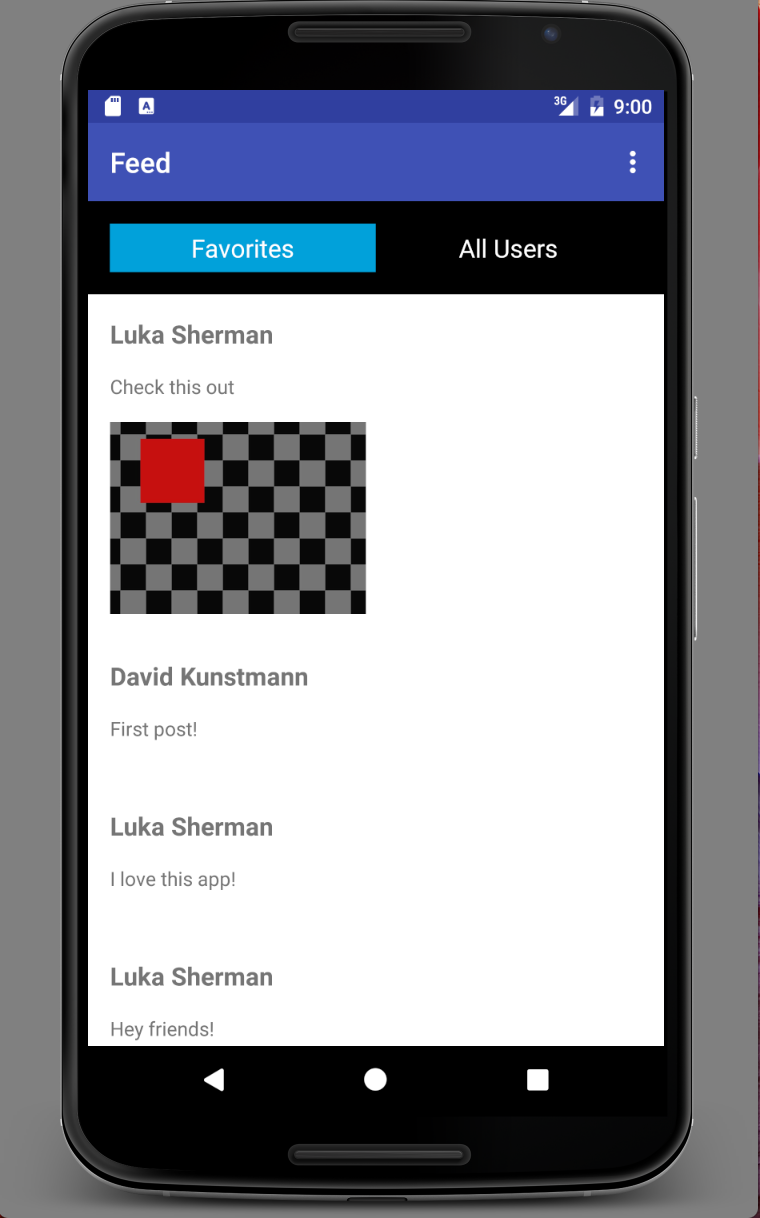 3G 9:00
Feed
Favorites All Users
Luka Sherman
Check this out
David Kunstmann
First post!
Luka Sherman
I love this app!
Luka Sherman
Hey friends!